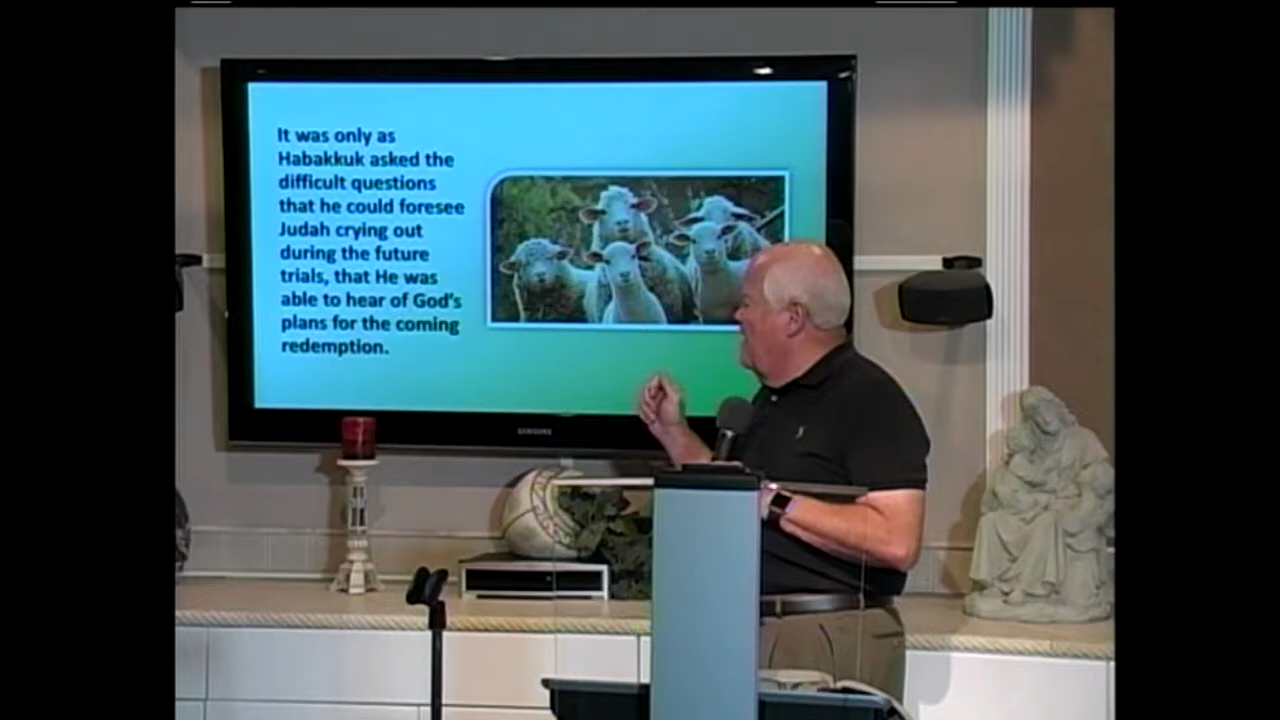 It was only as
Habakkuk asked the
difficult questions
that he could foresee
Judah crying out
during the future
trials, that He was
able to hear of God's
plans for the coming
redemption.
SAMSUNG